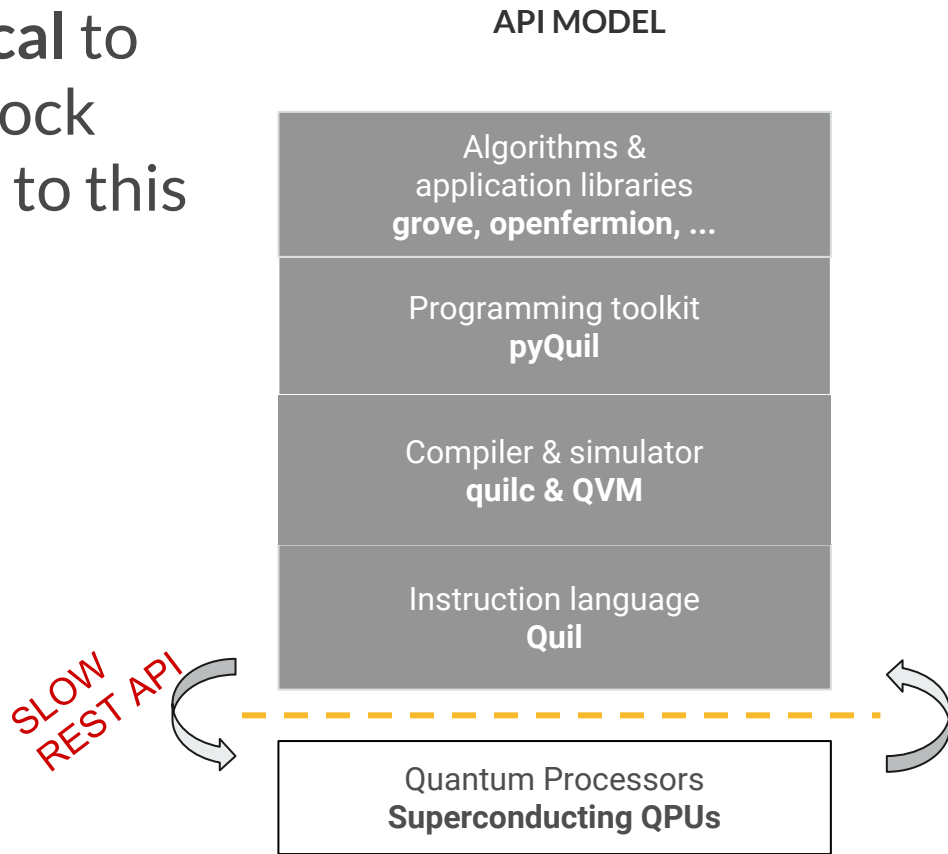 cal to
ock
to this
API MODEL
Algorithms &
application libraries
grove, openfermion, ...
Programming toolkit
pyQuil
Compiler & simulator
quilc & QVM
Instruction language
Quil
SLOW
REST API
Quantum Processors
Superconducting QPUs